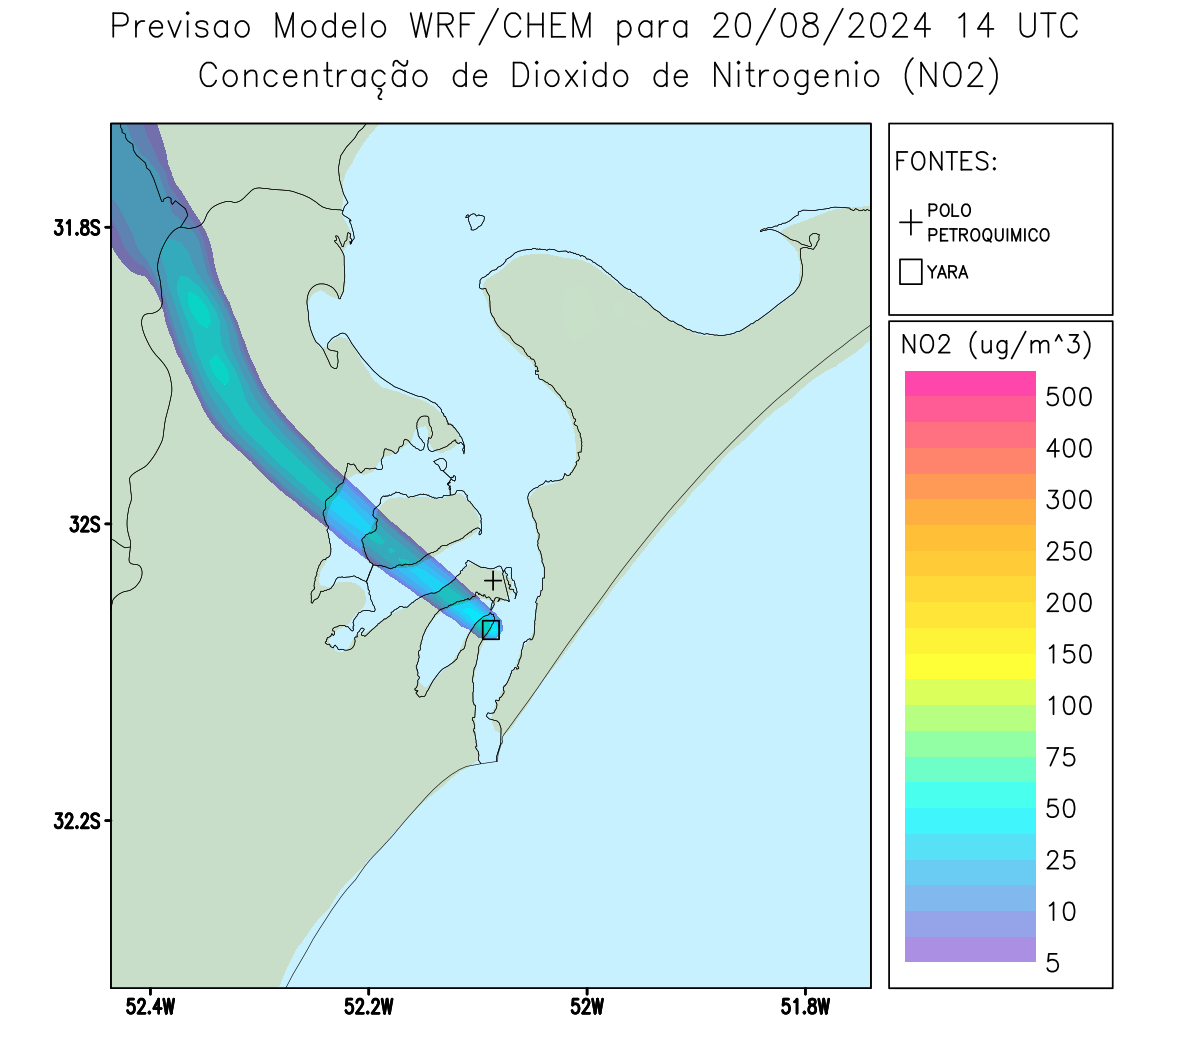 Previsao Modelo WRF/CHEM para 20/08/2024 14 UTC
Concentração de Dioxido de Nitrogenio (NO2)
FONTES:
POLO
PETROQUIMICO
YARA
NO2 (ug/m^3)
500
400
300
250
200
150
100
75
50
25
10
5
31.8S
32S
32.2S
52.4W
52.2W
52W
51.8W